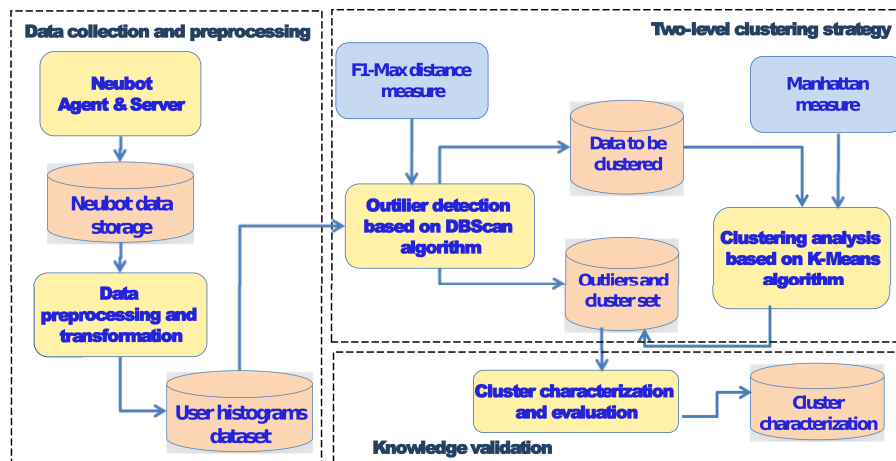 Data collection and preprocessing
Neubot
Agent & Server
Neubot data
storage
Data
preprocessing and
transformation
User histograms
dataset
Two-level clustering strategy
F1-Max distance
measure
Manhattan
measure
Data to be
clustered
Outilier detection
based on DBScan
algorithm
Clustering analysis
based on K-Means
algorithm
Outliers and
cluster set
Cluster characterization
and evaluation
Cluster
characterization
Knowledge validation